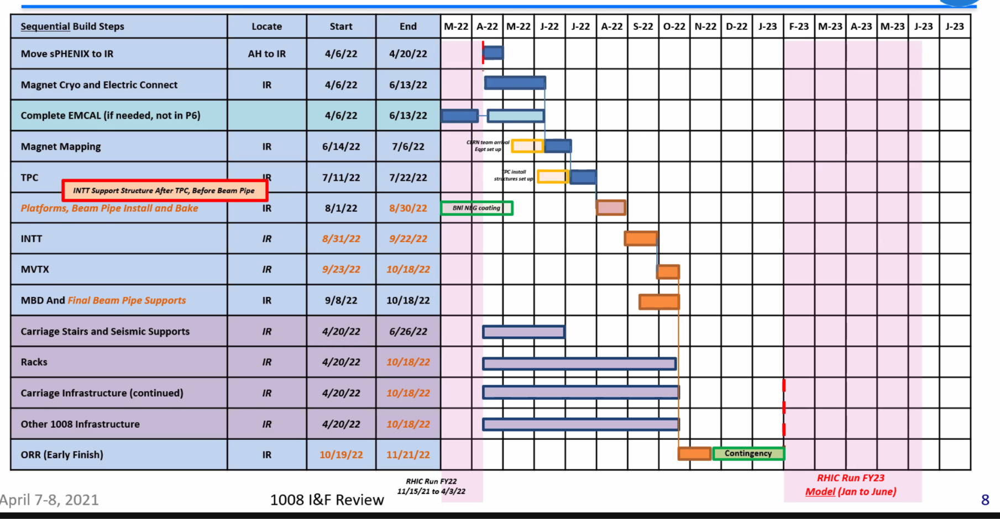 Sequential Build Steps Locate Start End M-22 A-22 M-22 J-22 J-22 A-22 S-22 O-22 N-22 D-22 J-23 F-23 M-23 A-23 M-23 J-23 J-23
Move sPHENIX to IR AH to IR 4/6/22 4/20/22
Magnet Cryo and Electric Connect IR 4/6/22 6/13/22
Complete EMCAL (if needed, not in P6) 4/6/22 6/13/22
Magnet Mapping IR 6/14/22 7/6/22
CERN team arrival
Eqpt set up
TPC IR 7/11/22 7/22/22
TPC install
structures set up
INTT Support Structure After TPC, Before Beam Pipe
Platforms, Beam Pipe Install and Bake IR 8/1/22 8/30/22 BNl NEG coating
INTT IR 8/31/22 9/22/22
MVTX IR 9/23/22 10/18/22
MBD And Final Beam Pipe Supports IR 9/8/22 10/18/22
Carriage Stairs and Seismic Supports IR 4/20/22 6/26/22
Racks IR 4/20/22 10/18/22
Carriage Infrastructure (continued) IR 4/20/22 10/18/22
Other 1008 Infrastructure IR 4/20/22 10/18/22
ORR (Early Finish) IR 10/19/22 11/21/22 Contingency
RHIC Run FY22
11/15/21 to 4/3/22
RHIC Run FY23
Model (Jan to June)
April 7-8, 2021 1008 I&F Review 8